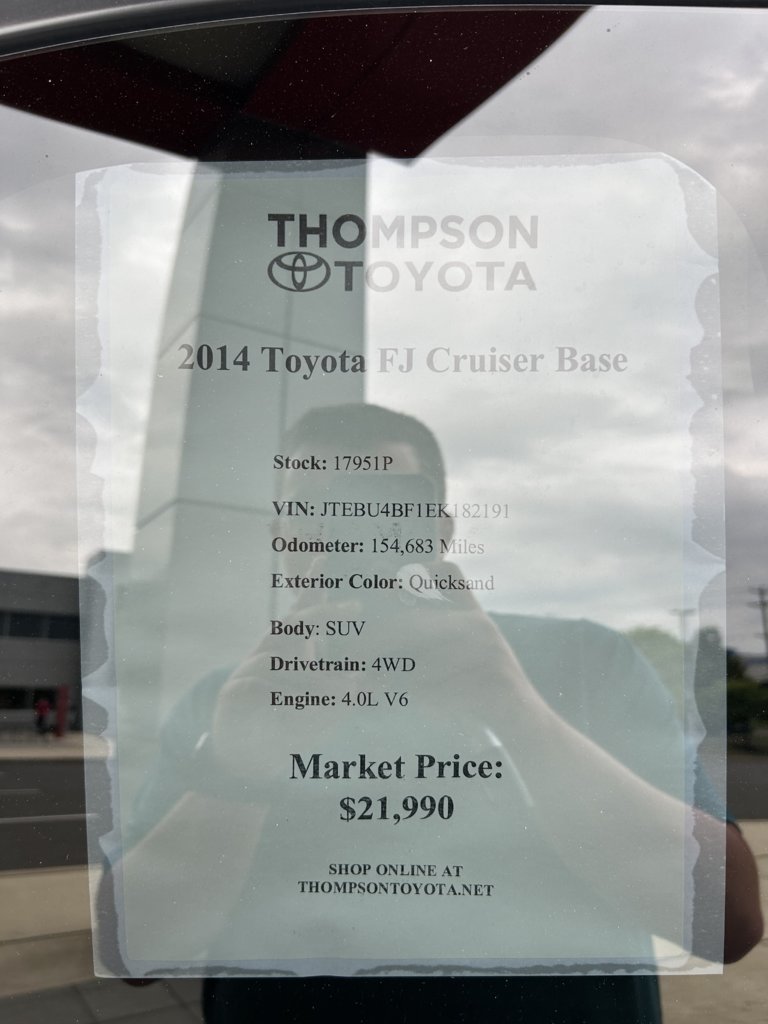 THOMPSON
TOYOTA
2014 Toyota FJ Cruiser Base
Stock: 17951P
VIN: JTEBU4BF1EK182191
Odometer: 154,683 Miles
Exterior Color: Quicksand
Body: SUV
Drivetrain: 4WD
Engine: 4.0L V6
Market Price:
$21,990
SHOP ONLINE AT
THOMPSONTOYOTA.NET